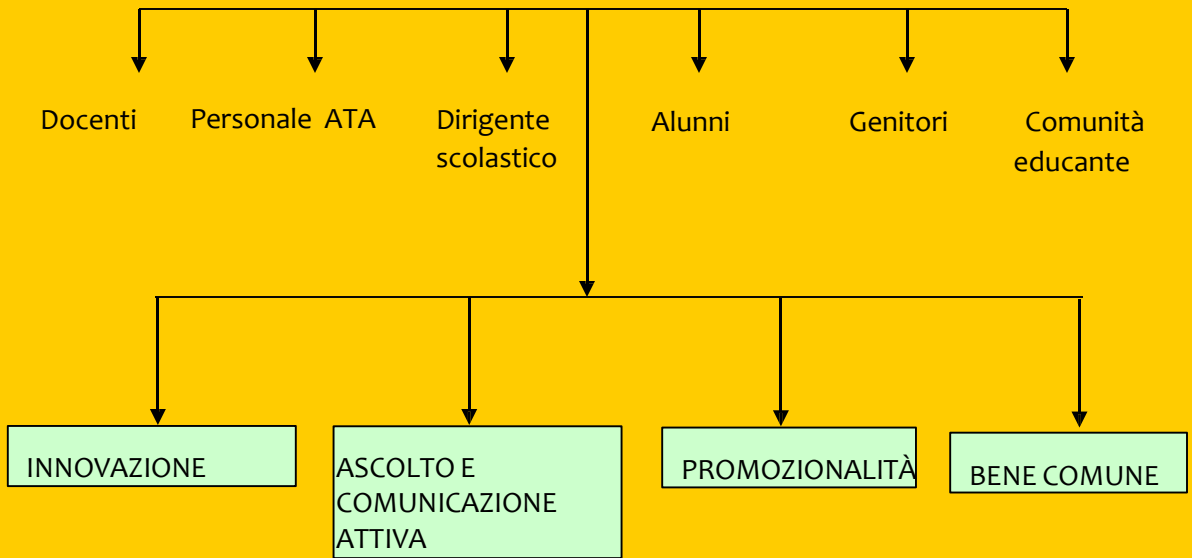 Docenti
Personale ATA
Dirigente
scolastico
Alunni
Genitori
Comunità
educante
INNOVAZIONE
ASCOLTO E
COMUNICAZIONE
ATTIVA
PROMOZIONALITÀ
BENE COMUNE